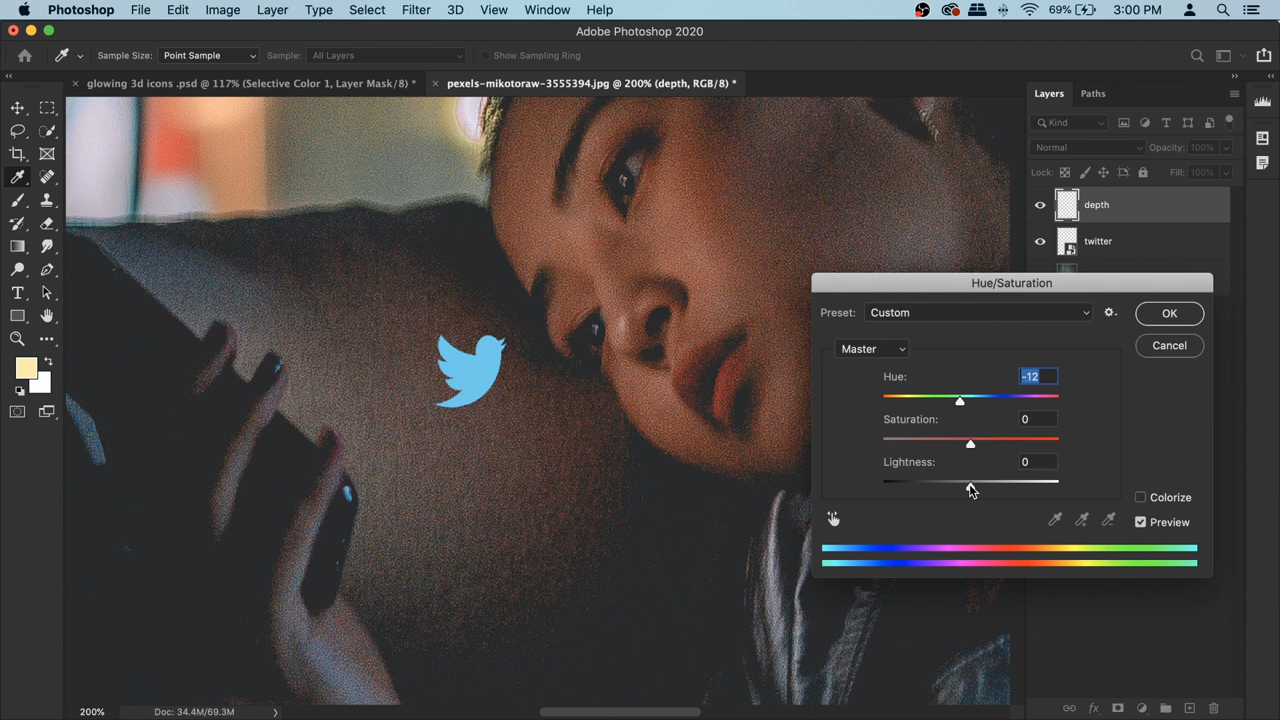 Photoshop File Edit Image Layer Type Select Filter 3D View Window Help 69% 3:00 PM
Adobe Photoshop 2020
Sample Size: Point Sample Sample: All Layers Show Sampling Ring
glowing 3d icons .psd @ 117% (Selective Color 1, Layer Mask/8) * pexels-mikotoraw-3555394.jpg @ 200% (depth, RGB/8) *
Layers Paths
Kind
Normal Opacity: 100%
Lock: Fill: 100%
depth
twitter
Hue/Saturation
Preset: Custom OK
Master Cancel
Hue: -12
Saturation: 0
Lightness: 0
Colorize
Preview
200% Doc: 34.4M/69.3M